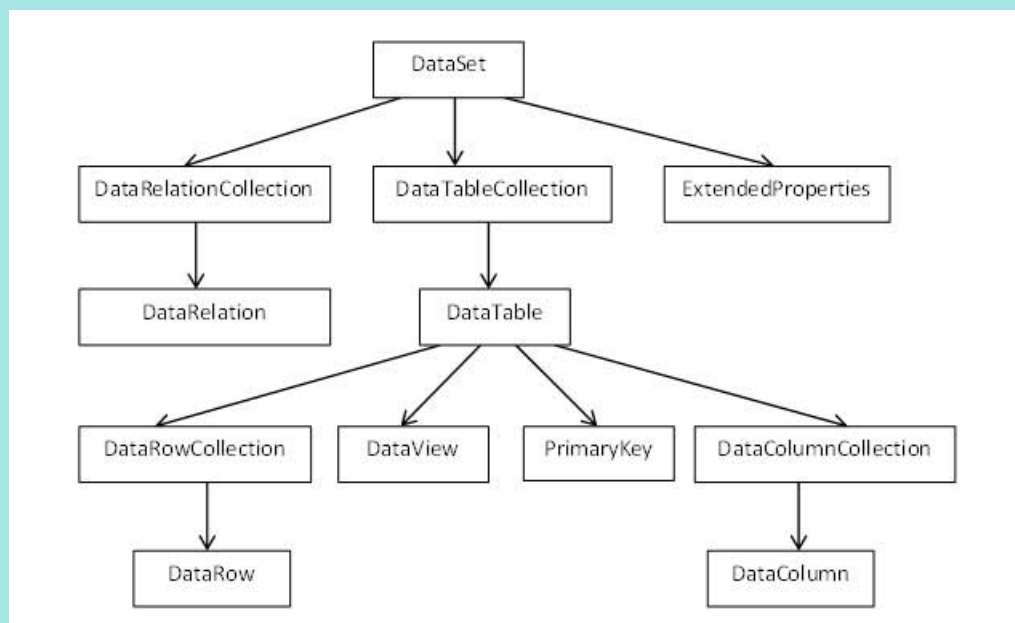 DataSet
DataRelationCollection
DataTableCollection
ExtendedProperties
DataRelation
DataTable
DataRowCollection
DataView
PrimaryKey
DataColumnCollection
DataRow
DataColumn